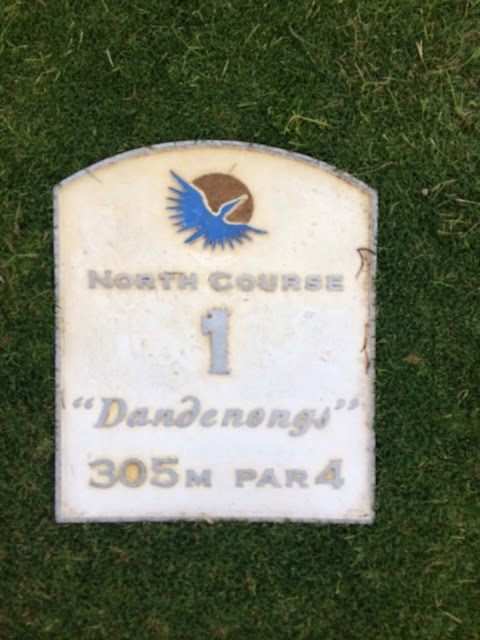 NORTH COURSE
1
"Dandenongs"
305M PAR 4